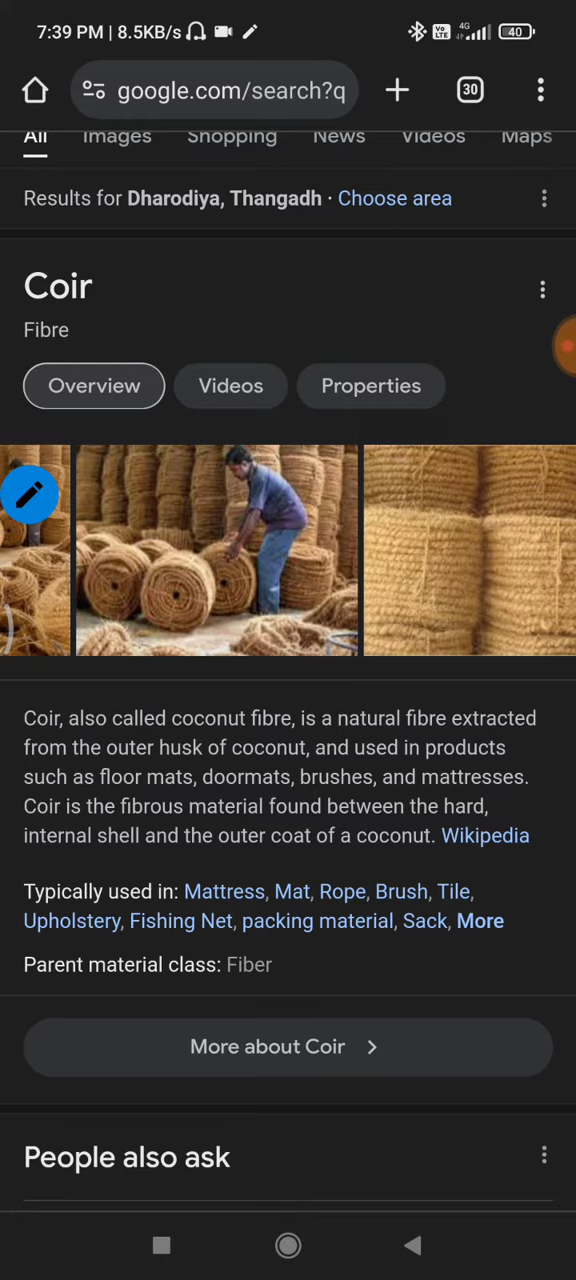 7:39 PM | 8.5KB/s
Vo LTE 4G 40
google.com/search?q
30
All Images Shopping News Videos Maps
Results for Dharodiya, Thangadh · Choose area
Coir
Fibre
Overview Videos Properties
Coir, also called coconut fibre, is a natural fibre extracted
from the outer husk of coconut, and used in products
such as floor mats, doormats, brushes, and mattresses.
Coir is the fibrous material found between the hard,
internal shell and the outer coat of a coconut. Wikipedia
Typically used in: Mattress, Mat, Rope, Brush, Tile,
Upholstery, Fishing Net, packing material, Sack, More
Parent material class: Fiber
More about Coir
People also ask